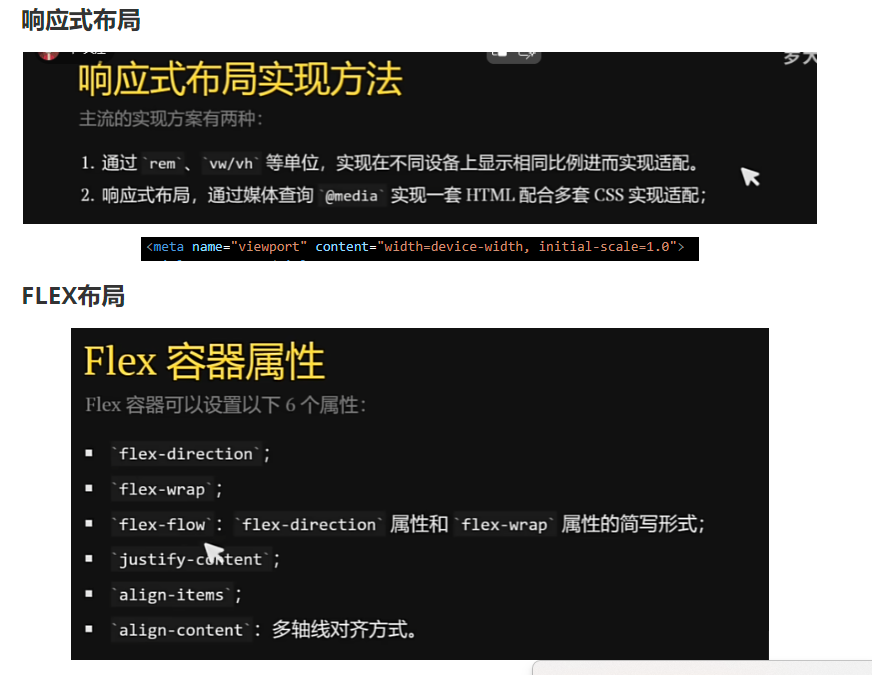 响应式布局
响应式布局实现方法
主流的实现方案有两种：
1. 通过 `rem`、`vw/vh` 等单位，实现在不同设备上显示相同比例进而实现适配。
2. 响应式布局，通过媒体查询 `@media` 实现一套 HTML 配合多套 CSS 实现适配；
<meta name="viewport" content="width=device-width, initial-scale=1.0">
FLEX布局
Flex 容器属性
Flex 容器可以设置以下 6 个属性：
▪ `flex-direction`；
▪ `flex-wrap`；
▪ `flex-flow`：`flex-direction` 属性和 `flex-wrap` 属性的简写形式；
▪ `justify-content`；
▪ `align-items`；
▪ `align-content`：多轴线对齐方式。